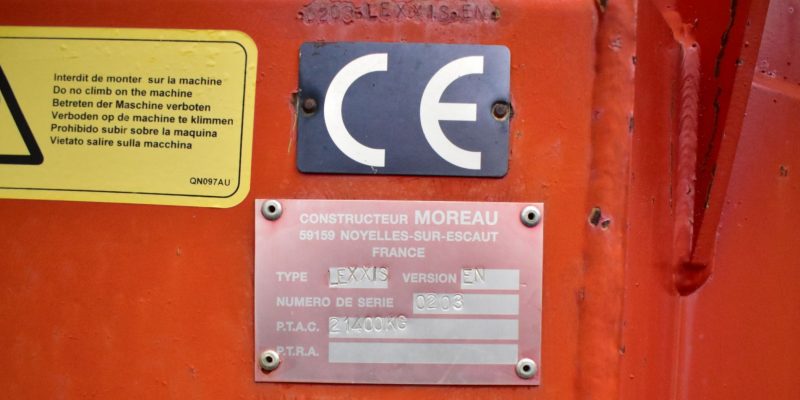 0203 LEXXIS EN
Interdit de monter sur la machine
Do no climb on the machine
Betreten der Maschine verboten
Verboden op de machine te klimmen
Prohibido subir sobre la maquina
Vietato salire sulla macchina
QN097AU
CE
CONSTRUCTEUR MOREAU
59159 NOYELLES-SUR-ESCAUT
FRANCE
TYPE LEXXIS VERSION EN
NUMERO DE SERIE 0203
P.T.A.C. 21400KG
P.T.R.A.